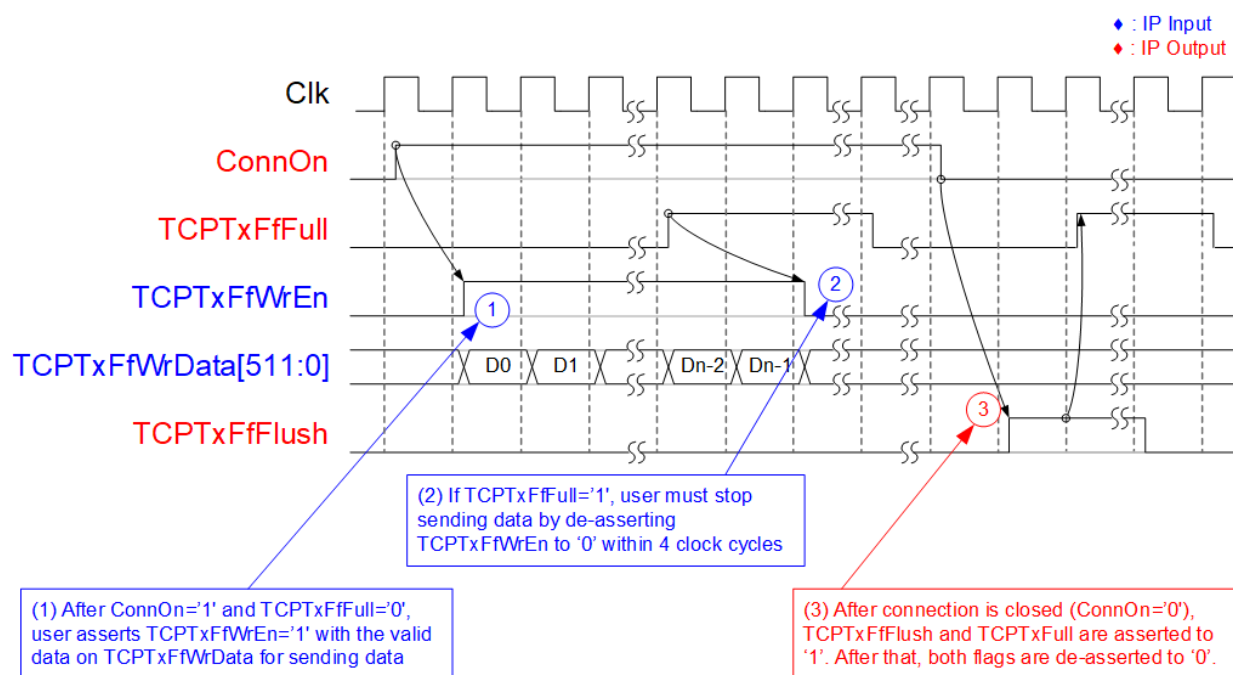 ♦ : IP Input
♦ : IP Output
Clk
ConnOn
TCPTxFfFull
TCPTxFfWrEn
1
2
TCPTxFfWrData[511:0]
D0
D1
Dn-2
Dn-1
3
TCPTxFfFlush
(2) If TCPTxFfFull='1', user must stop
sending data by de-asserting
TCPTxFfWrEn to ‘0’ within 4 clock cycles
(1) After ConnOn='1' and TCPTxFfFull='0',
user asserts TCPTxFfWrEn='1' with the valid
data on TCPTxFfWrData for sending data
(3) After connection is closed (ConnOn='0'),
TCPTxFfFlush and TCPTxFull are asserted to
‘1’. After that, both flags are de-asserted to ‘0’.